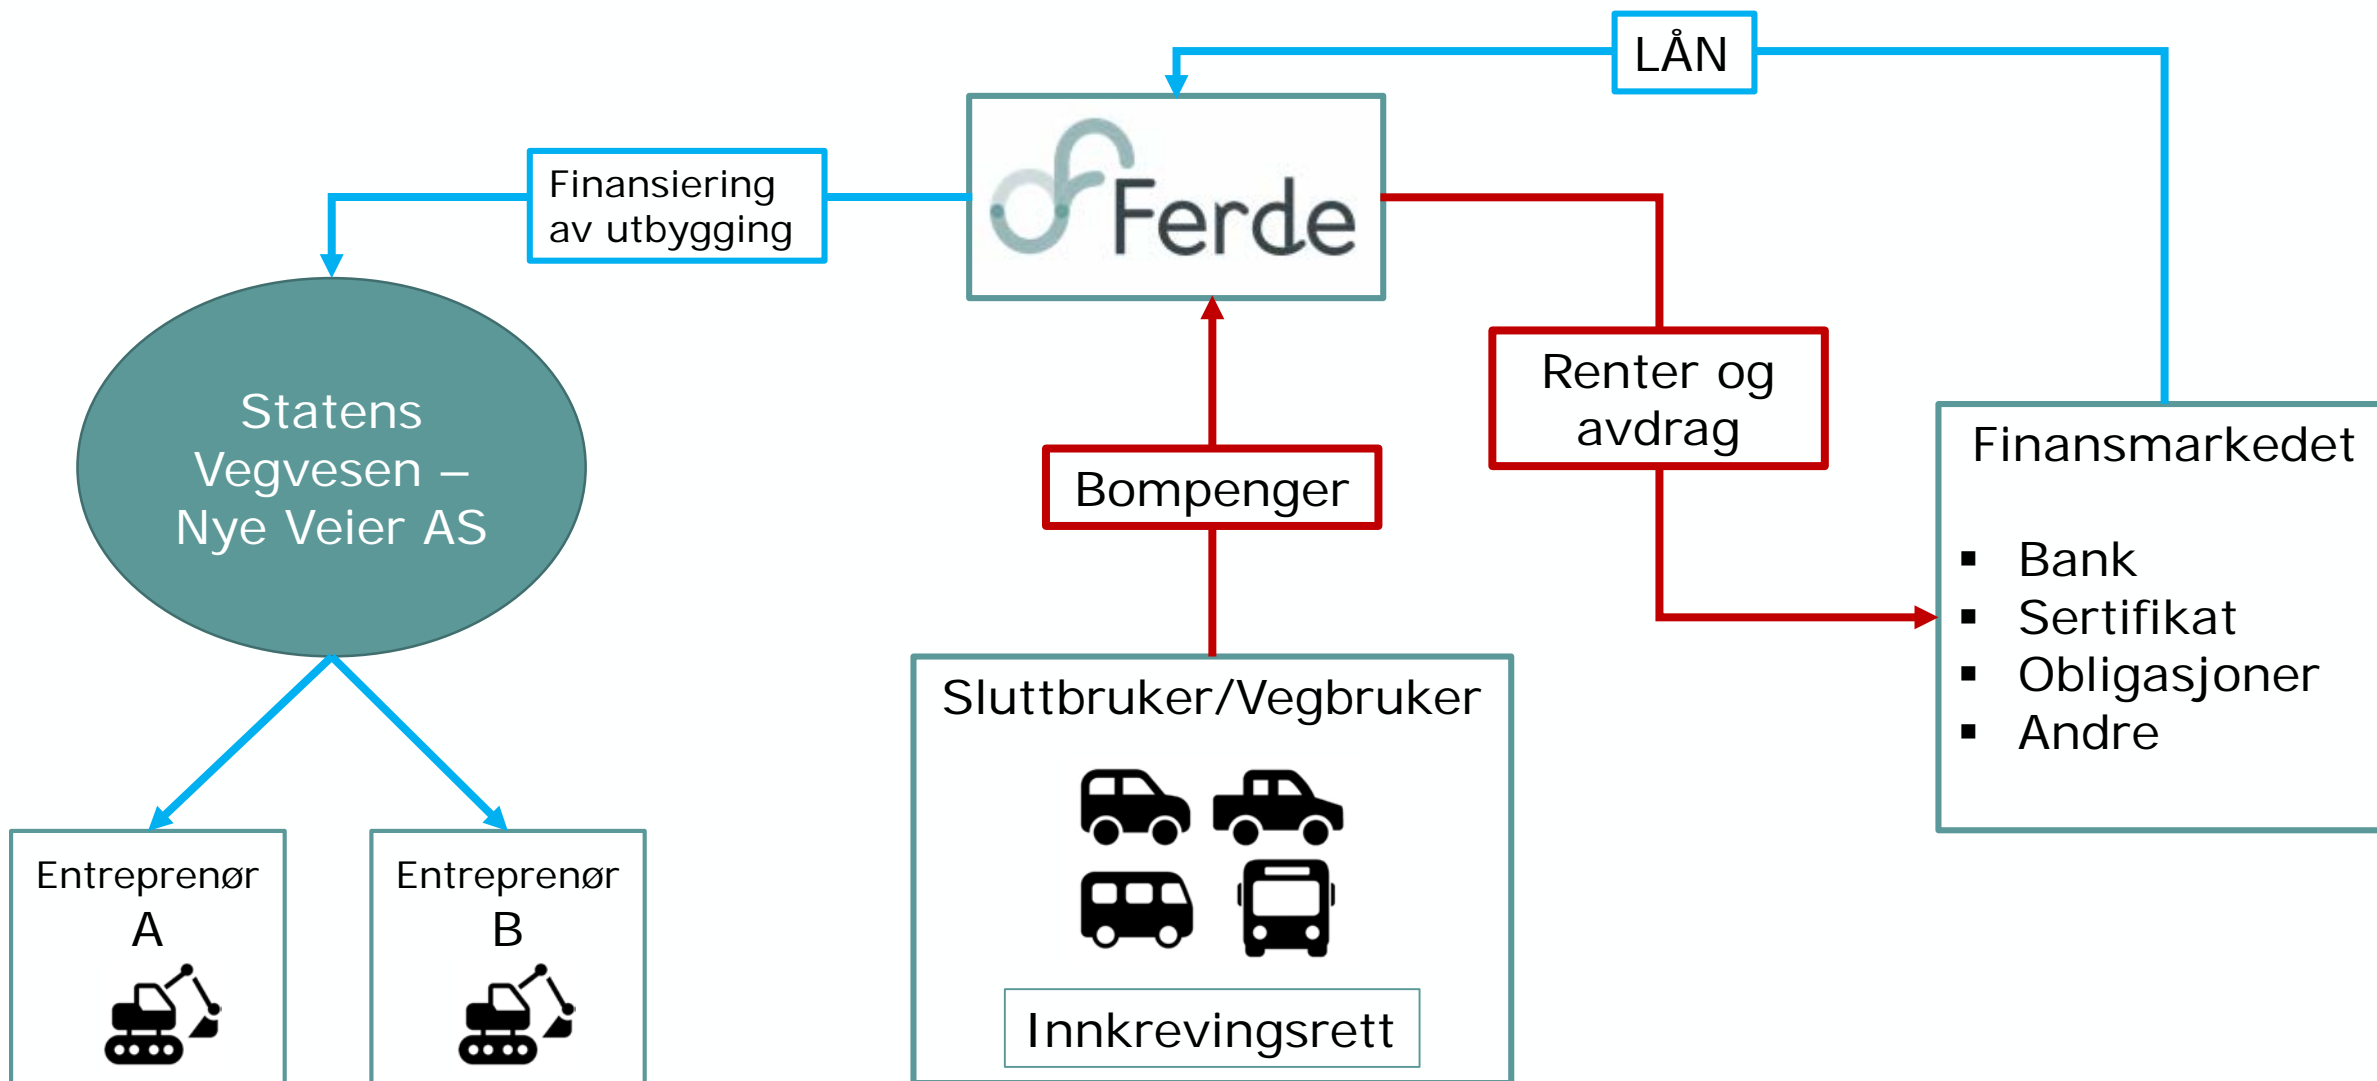 LÅN
Finansiering
av utbygging
Ferde
Statens
Vegvesen –
Nye Veier AS
Renter og
avdrag
Bompenger
Finansmarkedet
▪ Bank
▪ Sertifikat
▪ Obligasjoner
▪ Andre
Sluttbruker/Vegbruker
Innkrevingsrett
Entreprenør
A
Entreprenør
B